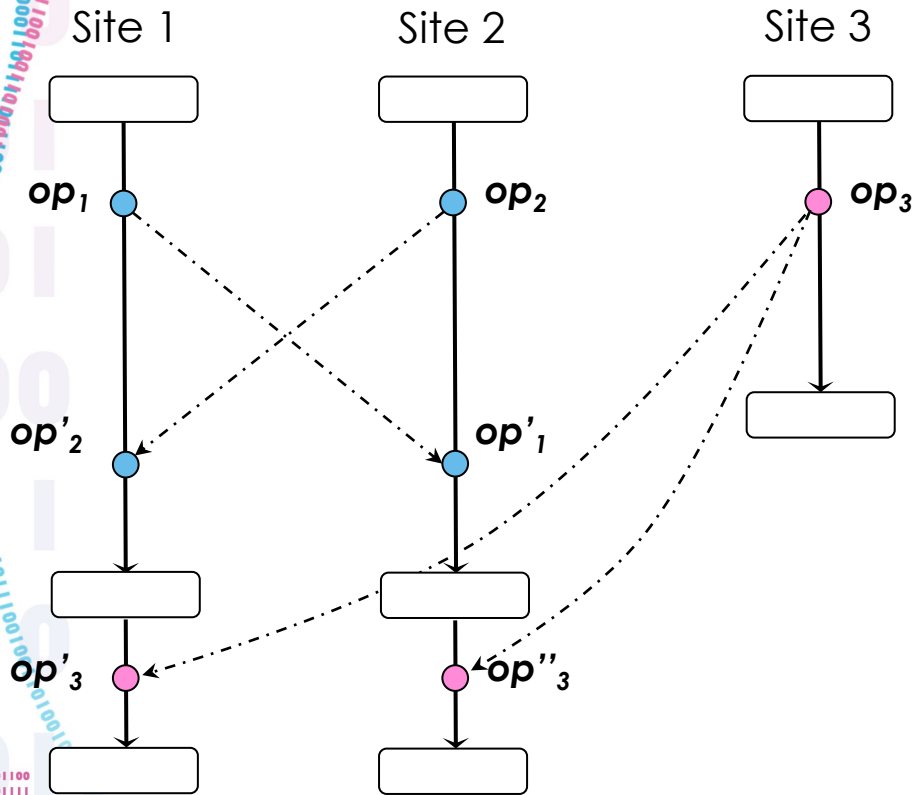 Site 1
Site 2
Site 3
op₁
op₂
op₃
op'₂
op'₁
op'₃
op''₃